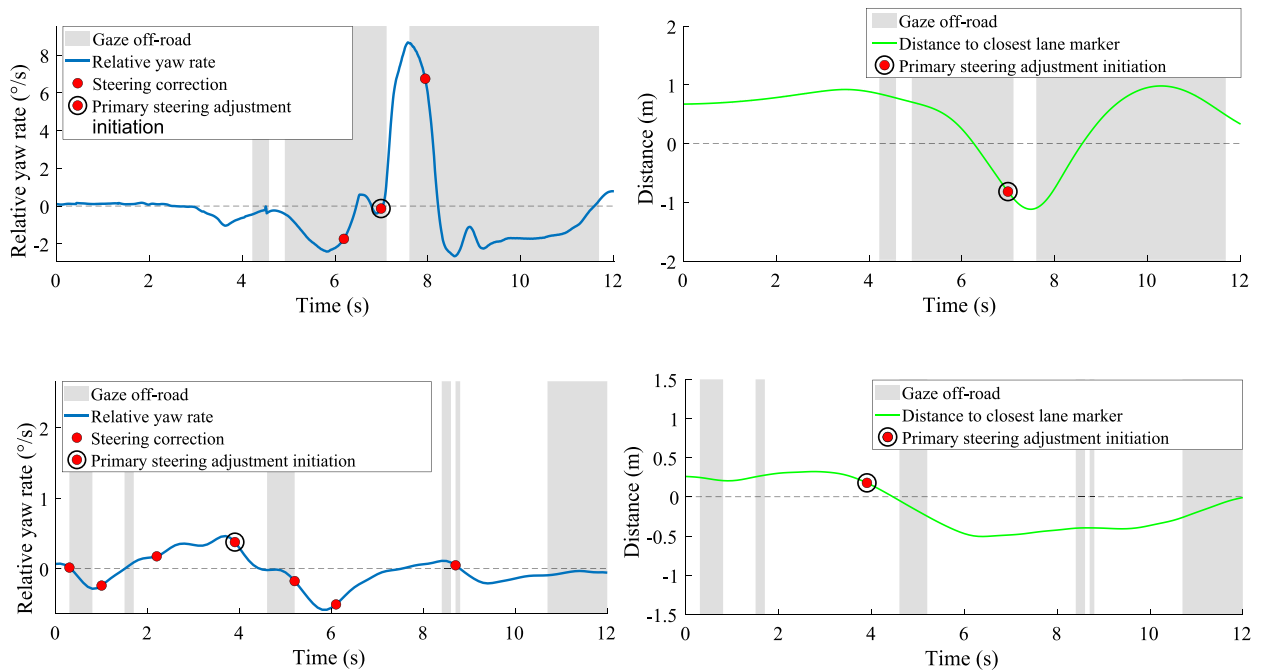 Gaze off-road
Relative yaw rate
Steering correction
Primary steering adjustment
initiation
8
6
4
2
0
-2
0
2
4
6
8
10
12
Time (s)
Relative yaw rate (°/s)
Gaze off-road
Distance to closest lane marker
Primary steering adjustment initiation
2
1
0
-1
-2
0
2
4
6
8
10
12
Time (s)
Distance (m)
Gaze off-road
Relative yaw rate
Steering correction
Primary steering adjustment initiation
2
1
0
0
2
4
6
8
10
12
Time (s)
Relative yaw rate (°/s)
Gaze off-road
Distance to closest lane marker
Primary steering adjustment initiation
1.5
1
0.5
0
-0.5
-1
-1.5
0
2
4
6
8
10
12
Time (s)
Distance (m)